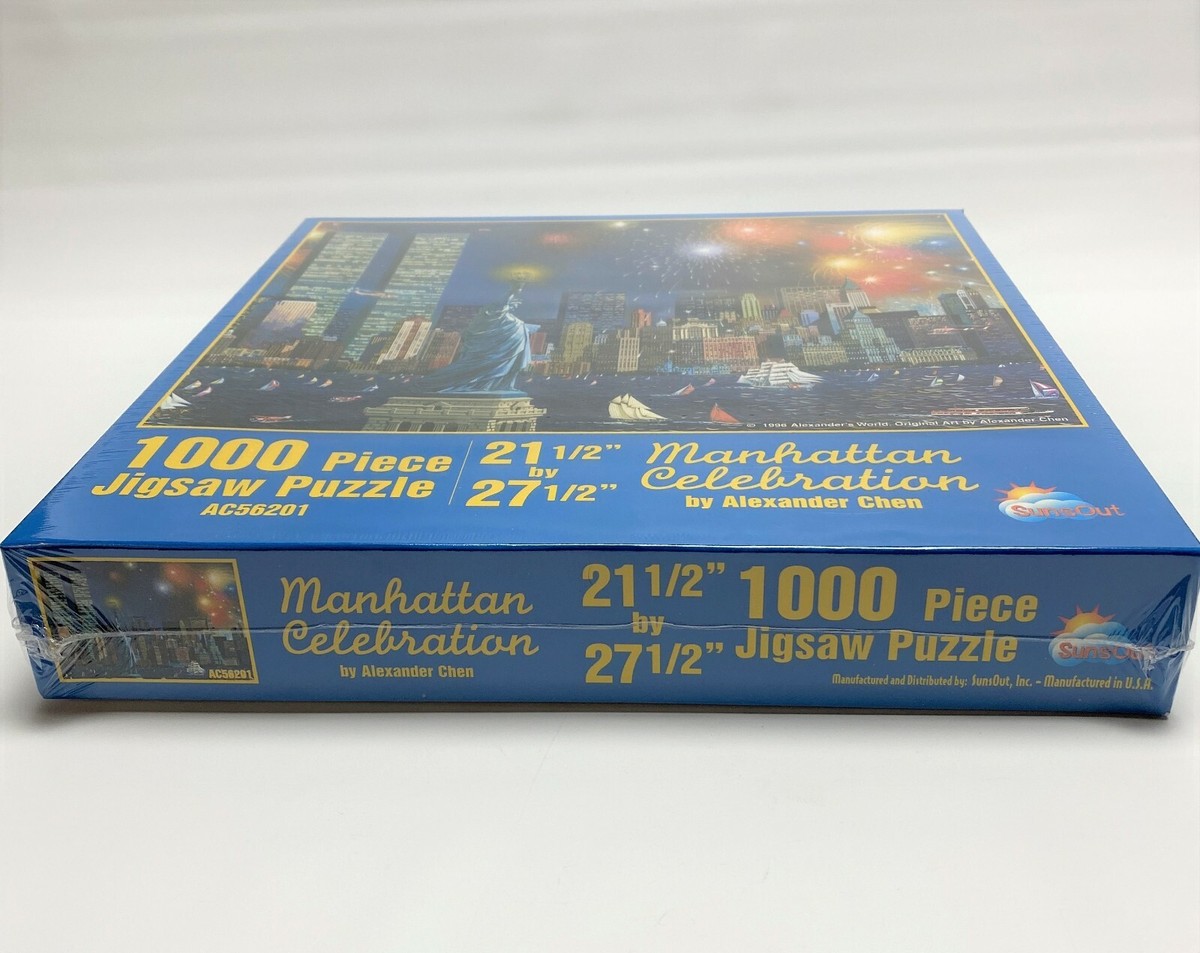 © 1996 Alexander's World. Original Art by Alexander Chen
1000 Piece
Jigsaw Puzzle
AC56201
21 1/2”
by
27 1/2”
Manhattan
Celebration
by Alexander Chen
SunsOut
AC56201
Manhattan
Celebration
by Alexander Chen
21 1/2”
by
27 1/2”
1000 Piece
Jigsaw Puzzle
SunsOut
Manufactured and Distributed by: SunsOut, Inc. – Manufactured in U.S.A.